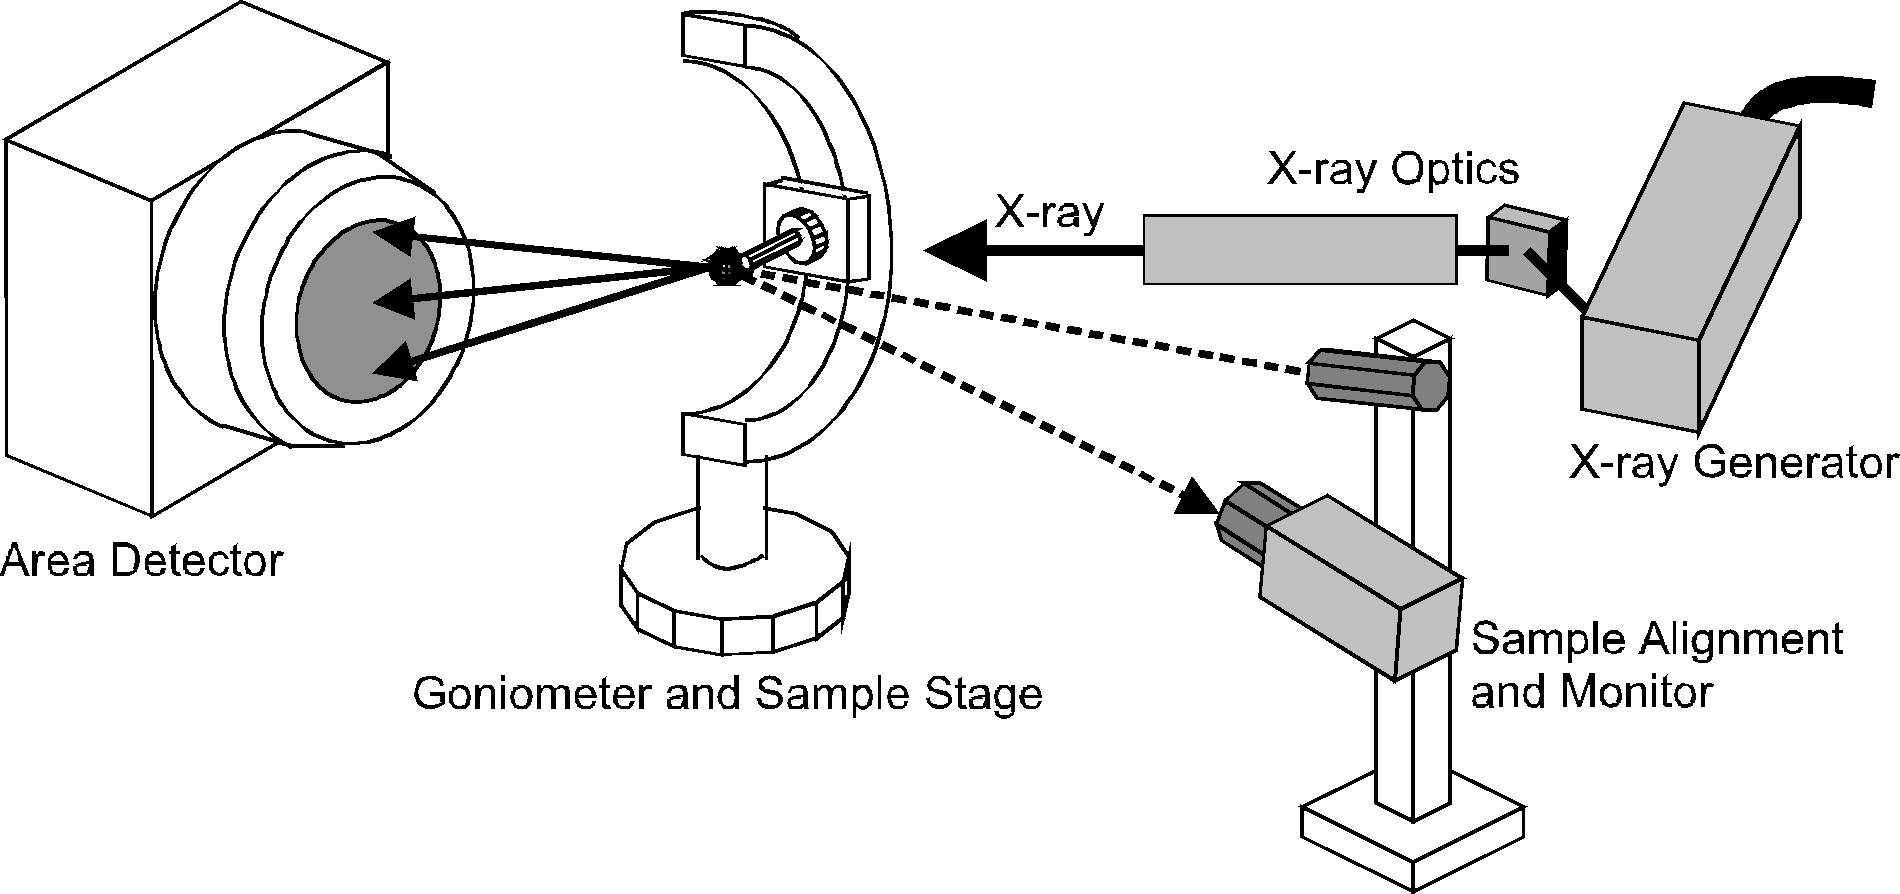 X-ray Optics
X-ray
X-ray Generator
Area Detector
Sample Alignment
and Monitor
Goniometer and Sample Stage